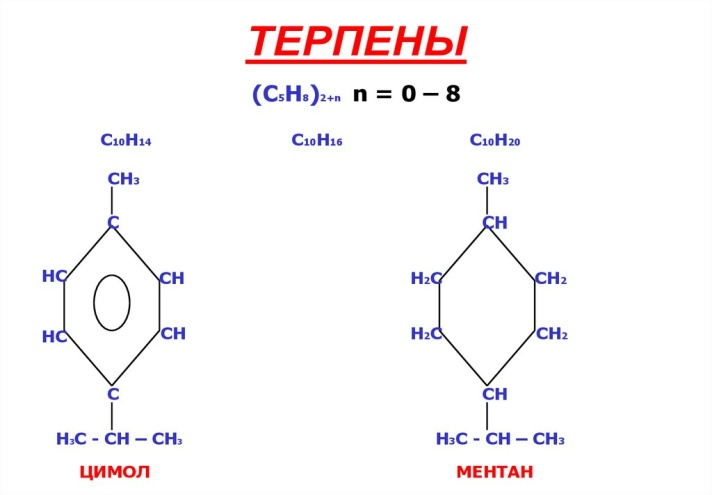 ТЕРПЕНЫ
(C₅H₈)₂₊ₙ n = 0 – 8
C₁₀H₁₄ C₁₀H₁₆ C₁₀H₂₀
CH₃ CH₃
C CH
HC CH H₂C CH₂
HC CH H₂C CH₂
C CH
H₃C - CH – CH₃ H₃C - CH – CH₃
ЦИМОЛ МЕНТАН